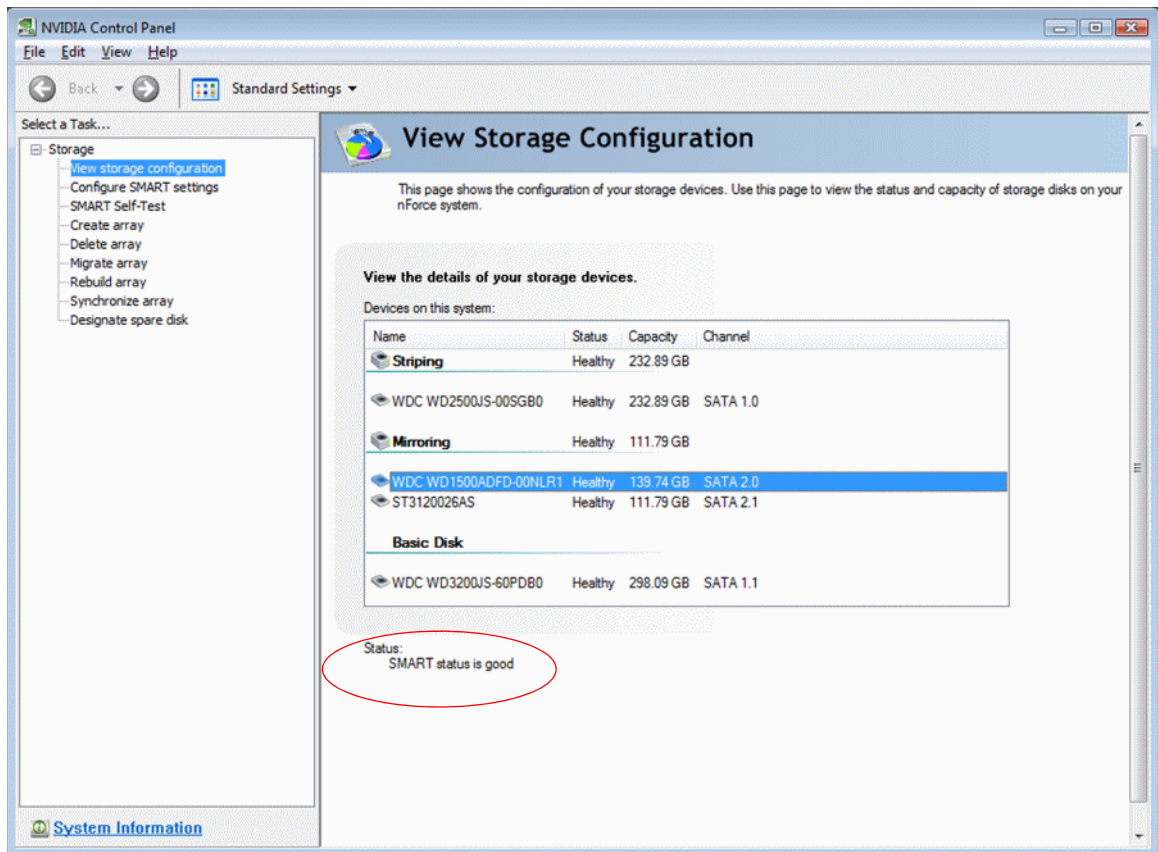 NVIDIA Control Panel
File Edit View Help
Back Standard Settings
Select a Task...
Storage
View storage configuration
Configure SMART settings
SMART Self-Test
Create array
Delete array
Migrate array
Rebuild array
Synchronize array
Designate spare disk
System Information
View Storage Configuration
This page shows the configuration of your storage devices. Use this page to view the status and capacity of storage disks on your
nForce system.
View the details of your storage devices.
Devices on this system:
Name Status Capacity Channel
Striping Healthy 232.89 GB
WDC WD2500JS-00SGB0 Healthy 232.89 GB SATA 1.0
Mirroring Healthy 111.79 GB
WDC WD1500ADFD-00NLR1 Healthy 139.74 GB SATA 2.0
ST3120026AS Healthy 111.79 GB SATA 2.1
Basic Disk
WDC WD3200JS-60PDB0 Healthy 298.09 GB SATA 1.1
Status:
SMART status is good